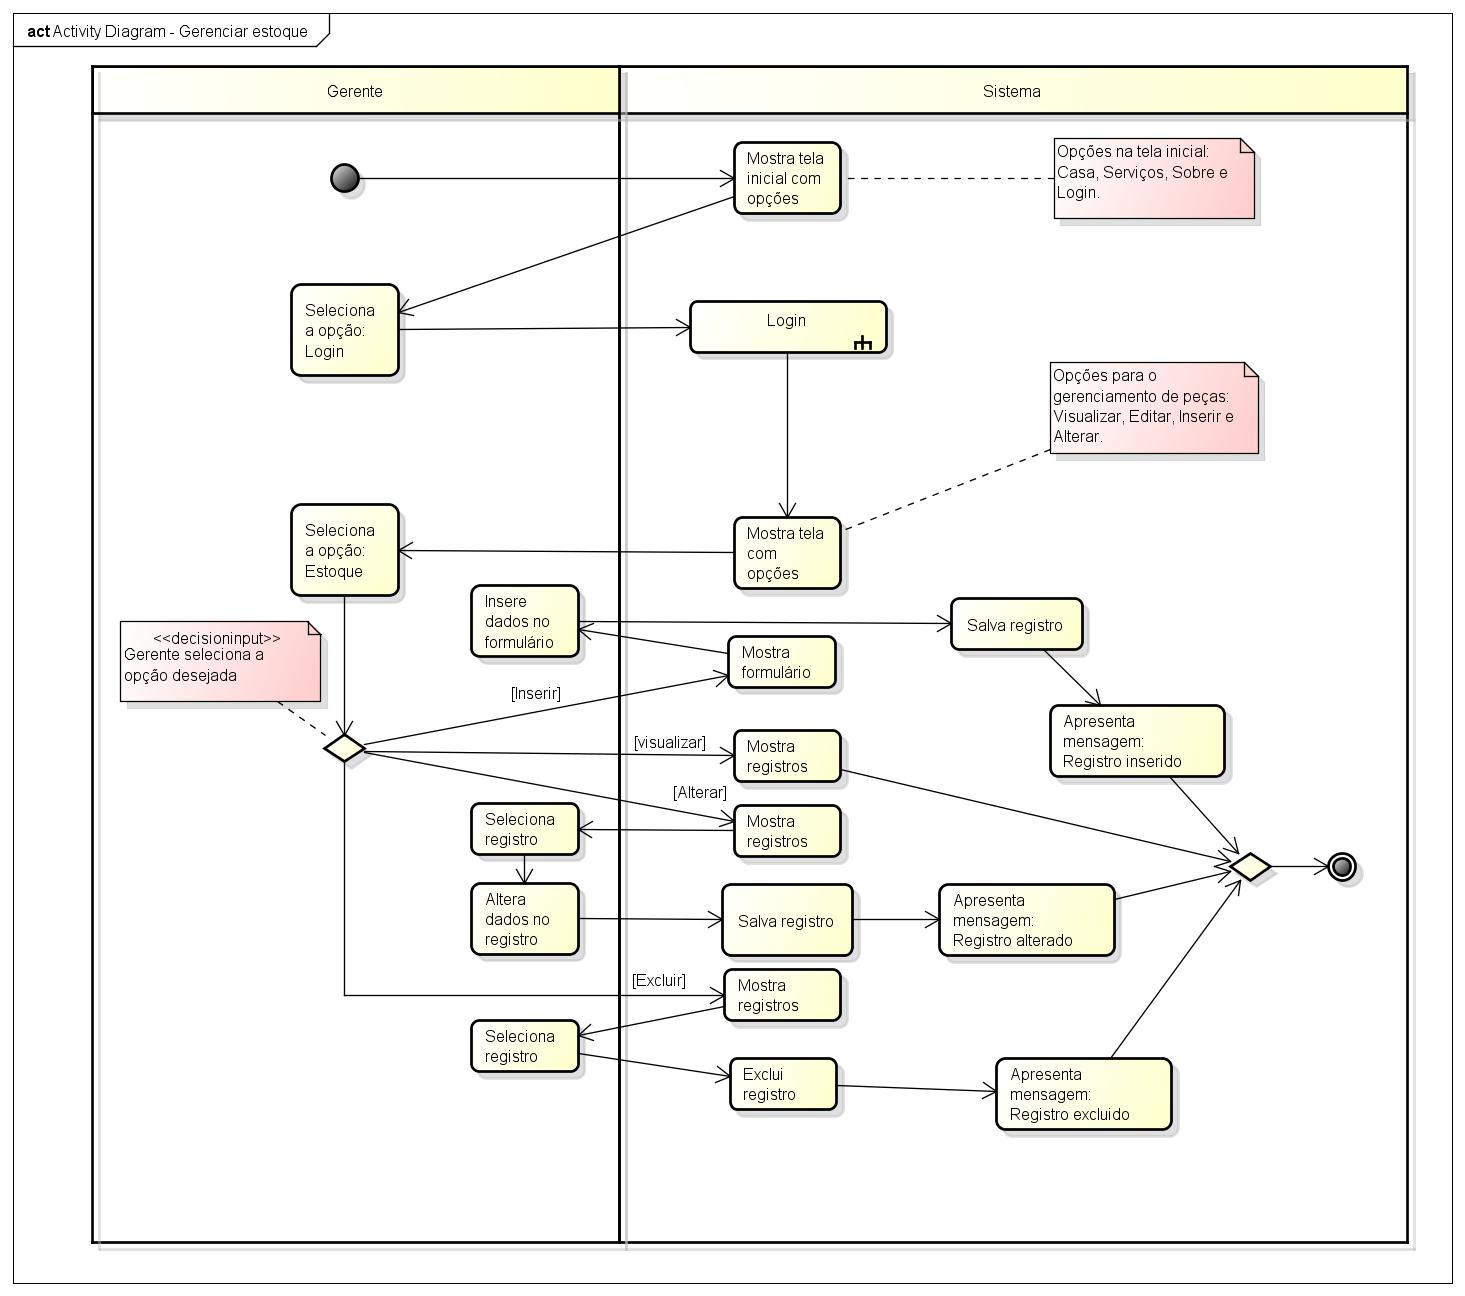 act Activity Diagram - Gerenciar estoque
Gerente
Sistema
Mostra tela
inicial com
opções
Opções na tela inicial:
Casa, Serviços, Sobre e
Login.
Seleciona
a opção:
Login
Login
Opções para o
gerenciamento de peças:
Visualizar, Editar, Inserir e
Alterar.
Seleciona
a opção:
Estoque
Mostra tela
com
opções
Insere
dados no
formulário
Salva registro
<<decisioninput>>
Gerente seleciona a
opção desejada
Mostra
formulário
[Inserir]
Apresenta
mensagem:
Registro inserido
[visualizar]
Mostra
registros
[Alterar]
Mostra
registros
Seleciona
registro
Altera
dados no
registro
Salva registro
Apresenta
mensagem:
Registro alterado
[Excluir]
Mostra
registros
Seleciona
registro
Exclui
registro
Apresenta
mensagem:
Registro excluido